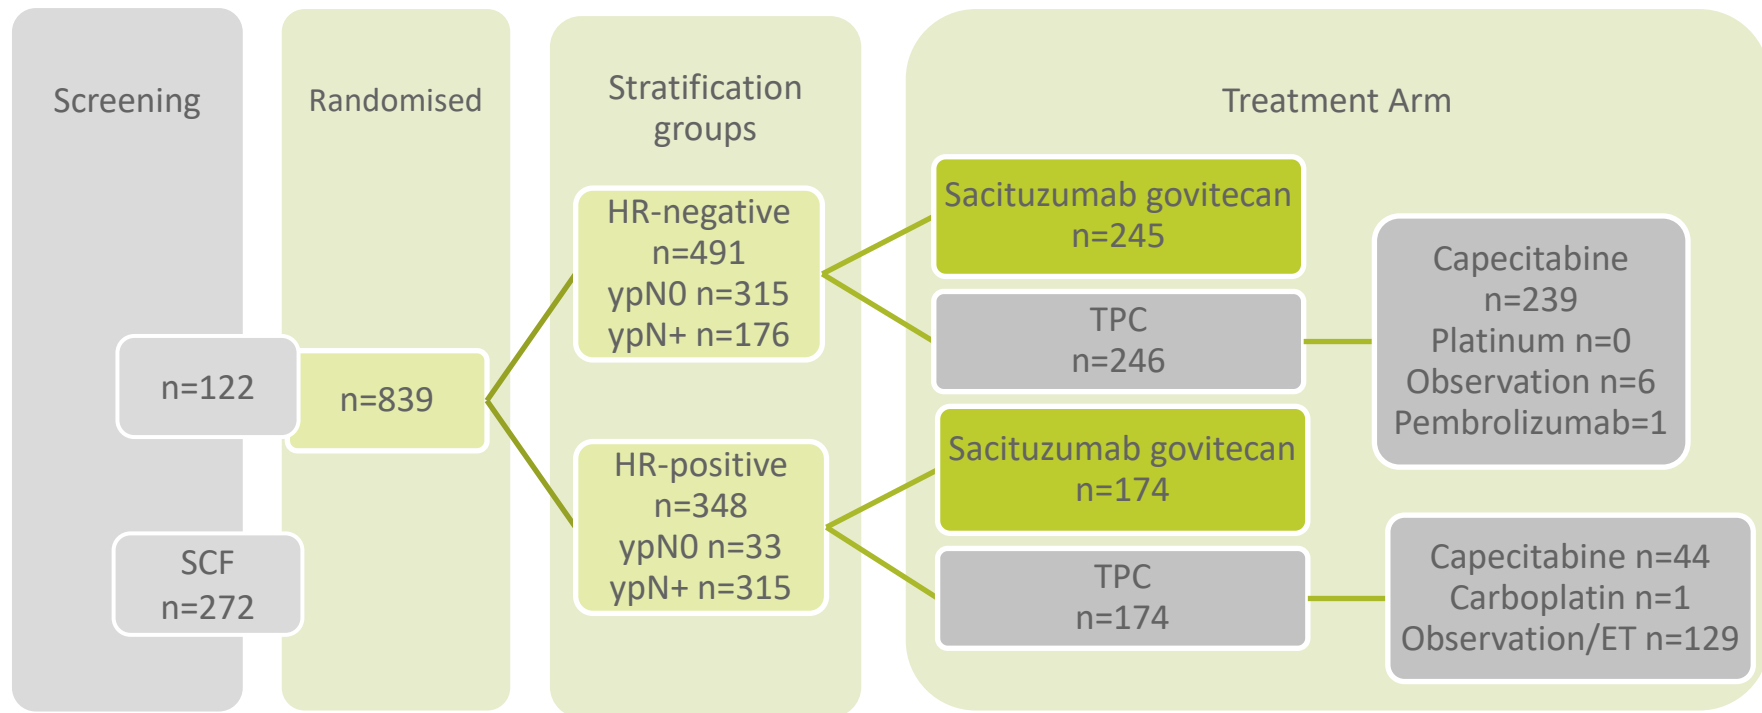 Screening
n=122
SCF
n=272
Randomised
n=839
Stratification
groups
HR-negative
n=491
ypN0 n=315
ypN+ n=176
HR-positive
n=348
ypN0 n=33
ypN+ n=315
Treatment Arm
Sacituzumab govitecan
n=245
TPC
n=246
Capecitabine
n=239
Platinum n=0
Observation n=6
Pembrolizumab=1
Sacituzumab govitecan
n=174
TPC
n=174
Capecitabine n=44
Carboplatin n=1
Observation/ET n=129